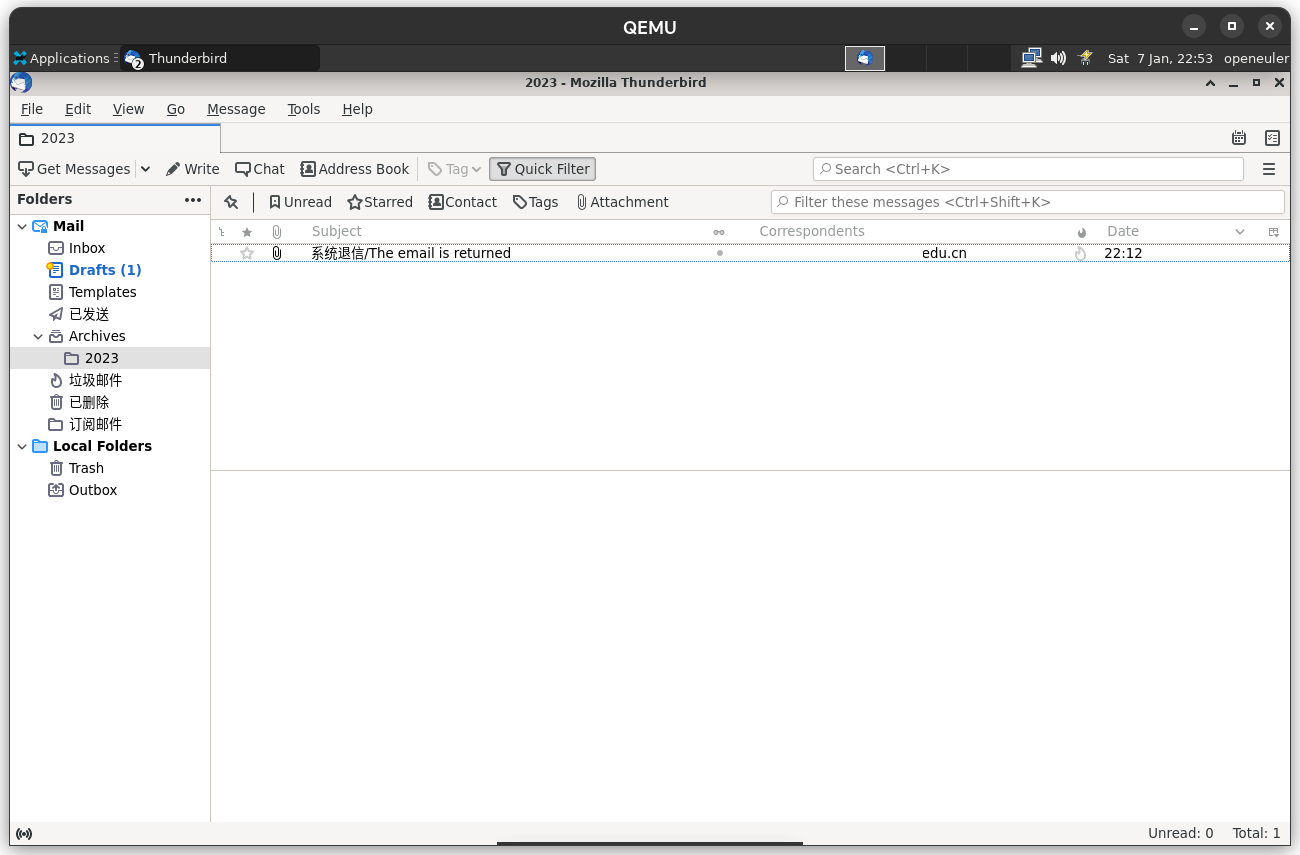 QEMU
Applications
2
Thunderbird
Sat 7 Jan, 22:53
openeuler
2023 - Mozilla Thunderbird
File Edit View Go Message Tools Help
2023
Get Messages Write Chat Address Book Tag Quick Filter Search <Ctrl+K>
Folders
Unread Starred Contact Tags Attachment Filter these messages <Ctrl+Shift+K>
Subject Correspondents Date
系统退信/The email is returned edu.cn 22:12
Mail
Inbox
Drafts (1)
Templates
已发送
Archives
2023
垃圾邮件
已删除
订阅邮件
Local Folders
Trash
Outbox
Unread: 0 Total: 1